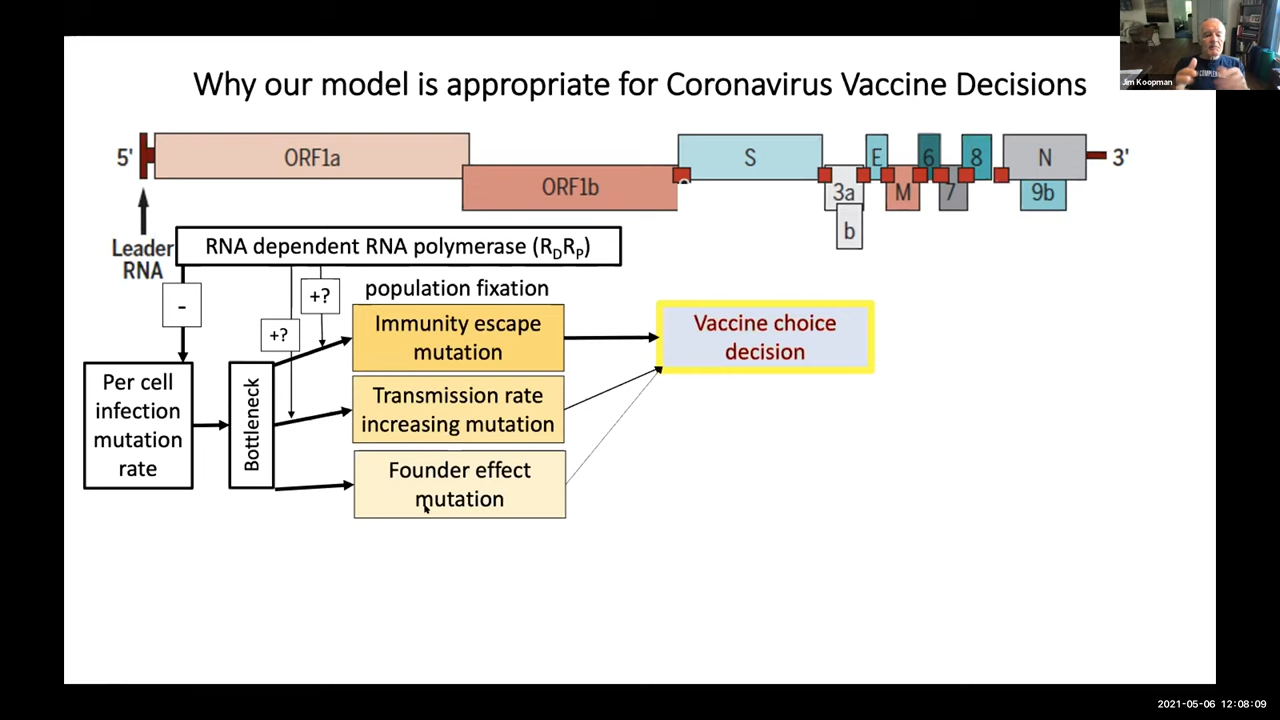 Why our model is appropriate for Coronavirus Vaccine Decisions
Jim Koopman
5'
ORF1a
ORF1b
S
3a
b
E
M
6
7
8
N
9b
3'
Leader
RNA
RNA dependent RNA polymerase (RDRP)
-
+?
+?
population fixation
Immunity escape
mutation
Vaccine choice
decision
Per cell
infection
mutation
rate
Bottleneck
Transmission rate
increasing mutation
Founder effect
mutation
2021-05-06 12:08:09